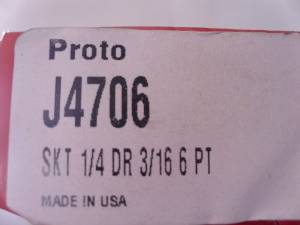 Proto
J4706
SKT 1/4 DR 3/16 6 PT
MADE IN USA